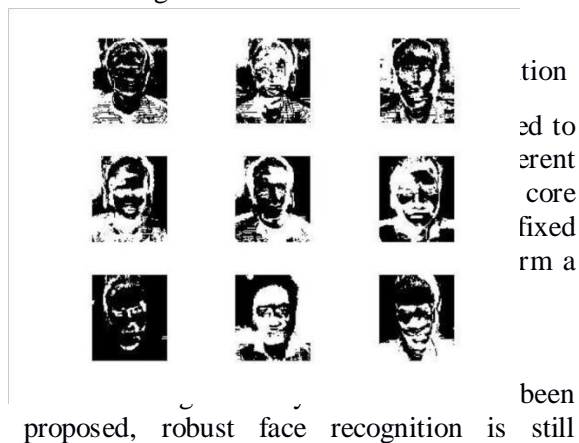 tion
ed to
erent
core
fixed
rm a
been
proposed, robust face recognition is still